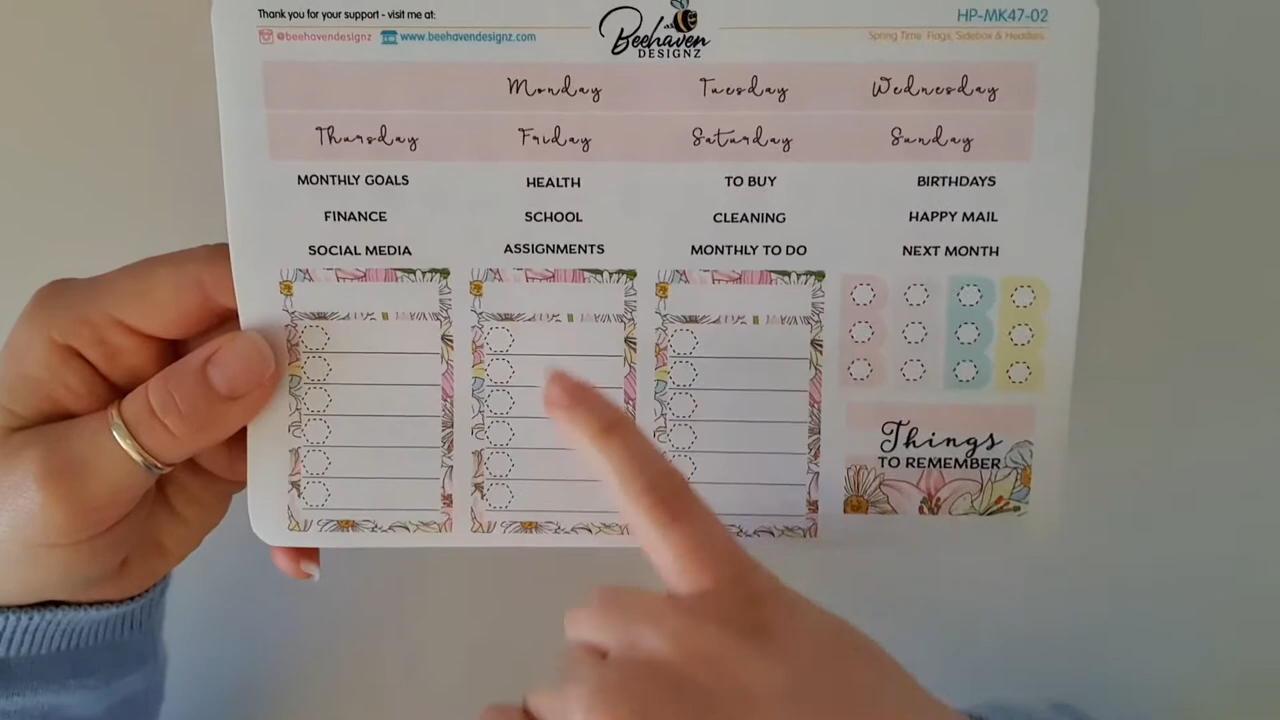 Thank you for your support - visit me at:
@beehavendesignz www.beehavendesignz.com
Beehaven
DESIGNZ
HP-MK47-02
Spring Time Flags, Sidebox & Headers
Monday Tuesday Wednesday
Thursday Friday Saturday Sunday
MONTHLY GOALS HEALTH TO BUY BIRTHDAYS
FINANCE SCHOOL CLEANING HAPPY MAIL
SOCIAL MEDIA ASSIGNMENTS MONTHLY TO DO NEXT MONTH
Things
TO REMEMBER